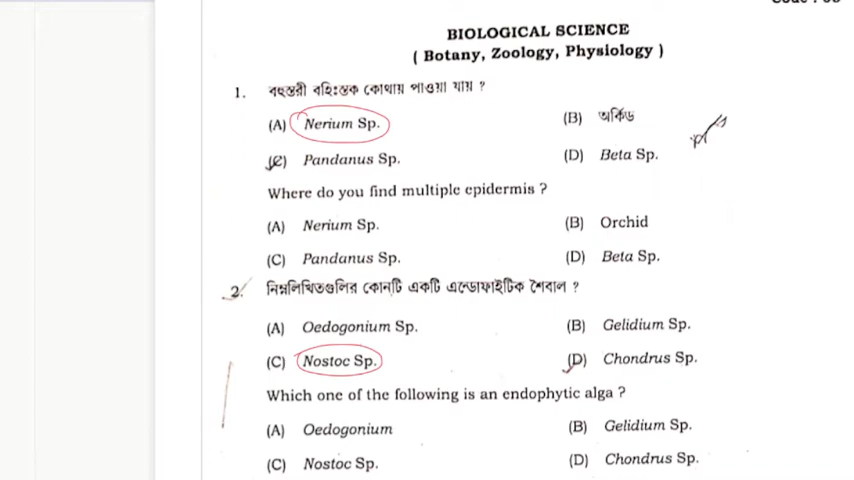 BIOLOGICAL SCIENCE
( Botany, Zoology, Physiology )
1. বহুস্তরী বহিঃত্বক কোথায় পাওয়া যায় ?
(A) Nerium Sp. (B) অর্কিড
(C) Pandanus Sp. (D) Beta Sp.
Where do you find multiple epidermis ?
(A) Nerium Sp. (B) Orchid
(C) Pandanus Sp. (D) Beta Sp.
2. নিম্নলিখিতগুলির কোনটি একটি এন্ডোফাইটিক শৈবাল ?
(A) Oedogonium Sp. (B) Gelidium Sp.
(C) Nostoc Sp. (D) Chondrus Sp.
Which one of the following is an endophytic alga ?
(A) Oedogonium (B) Gelidium Sp.
(C) Nostoc Sp. (D) Chondrus Sp.